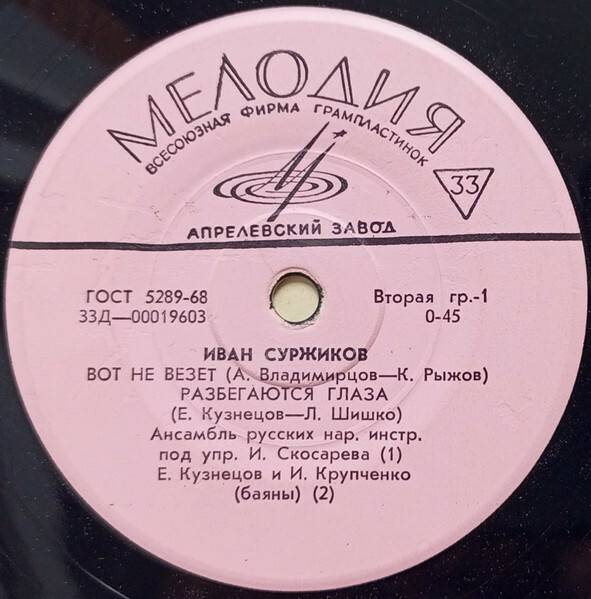 МЕЛОДИЯ
ВСЕСОЮЗНАЯ ФИРМА ГРАМПЛАСТИНОК
33
АПРЕЛЕВСКИЙ ЗАВОД
ГОСТ 5289-68 Вторая гр.-1
33Д—00019603 0-45
ИВАН СУРЖИКОВ
ВОТ НЕ ВЕЗЕТ (А. Владимирцов—К. Рыжов)
РАЗБЕГАЮТСЯ ГЛАЗА
(Е. Кузнецов—Л. Шишко)
Ансамбль русских нар. инстр.
под упр. И. Скосарева (1)
Е. Кузнецов и И. Крупченко
(баяны) (2)